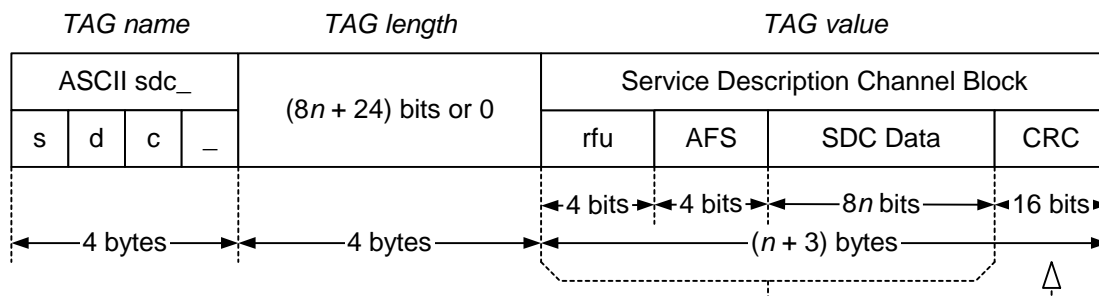 TAG name TAG length TAG value
ASCII sdc_ Service Description Channel Block
(8n + 24) bits or 0
s d c _ rfu AFS SDC Data CRC
4 bits 4 bits 8n bits 16 bits
4 bytes 4 bytes (n + 3) bytes